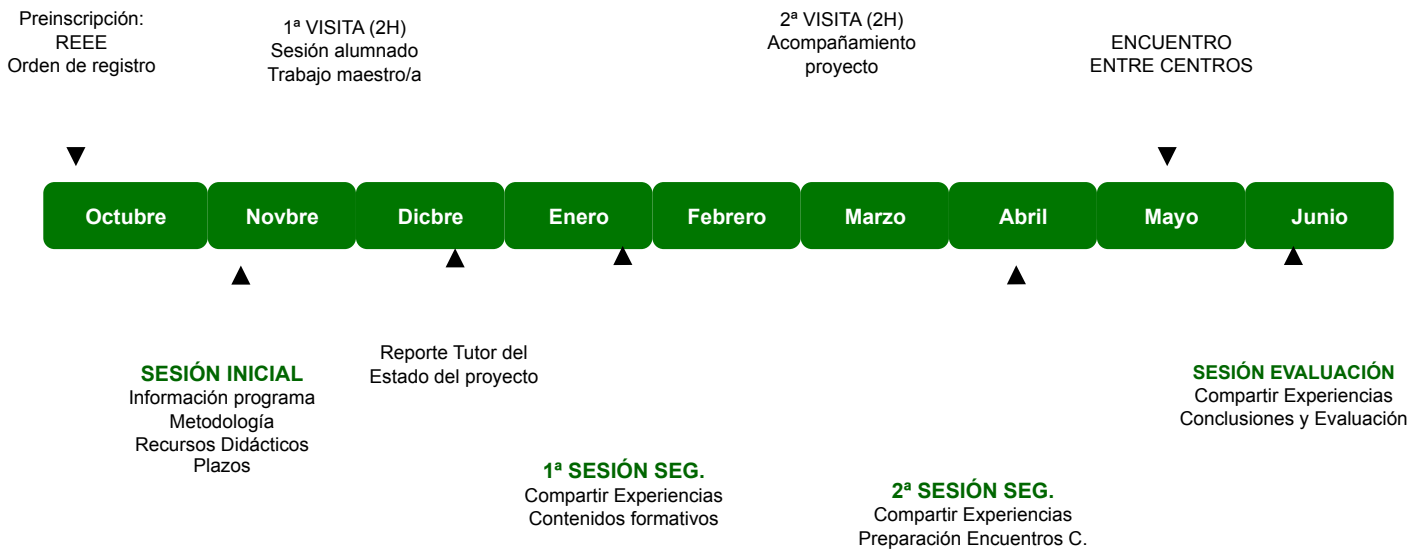 Preinscripción:
REEE
Orden de registro
1ª VISITA (2H)
Sesión alumnado
Trabajo maestro/a
2ª VISITA (2H)
Acompañamiento
proyecto
ENCUENTRO
ENTRE CENTROS
Octubre
Novbre
Dicbre
Enero
Febrero
Marzo
Abril
Mayo
Junio
SESIÓN INICIAL
Información programa
Metodología
Recursos Didácticos
Plazos
Reporte Tutor del
Estado del proyecto
1ª SESIÓN SEG.
Compartir Experiencias
Contenidos formativos
2ª SESIÓN SEG.
Compartir Experiencias
Preparación Encuentros C.
SESIÓN EVALUACIÓN
Compartir Experiencias
Conclusiones y Evaluación